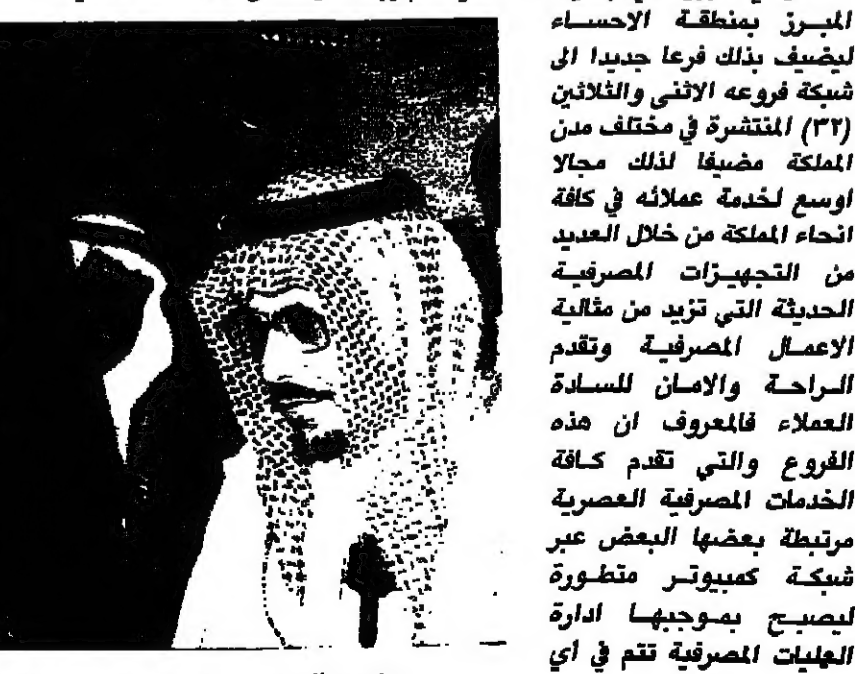 المبرز بمنطقة الاحساء
ليضيف بذلك فرعا جديدا الى
شبكة فروعه الاثنى والثلاثين
(٣٢) المنتشرة في مختلف مدن
المملكة مضيفا لذلك مجالا
اوسع لخدمة عملائه في كافة
انحاء المملكة من خلال العديد
من التجهيزات المصرفية
الحديثة التي تزيد من مثالية
الاعمال المصرفية وتقدم
الراحة والامان للسادة
العملاء فالمعروف ان هذه
الفروع والتي تقدم كافة
الخدمات المصرفية العصرية
مرتبطة بعضها البعض عبر
شبكة كمبيوتر متطورة
ليصبح بموجبها ادارة
العليات المصرفية تتم في أي